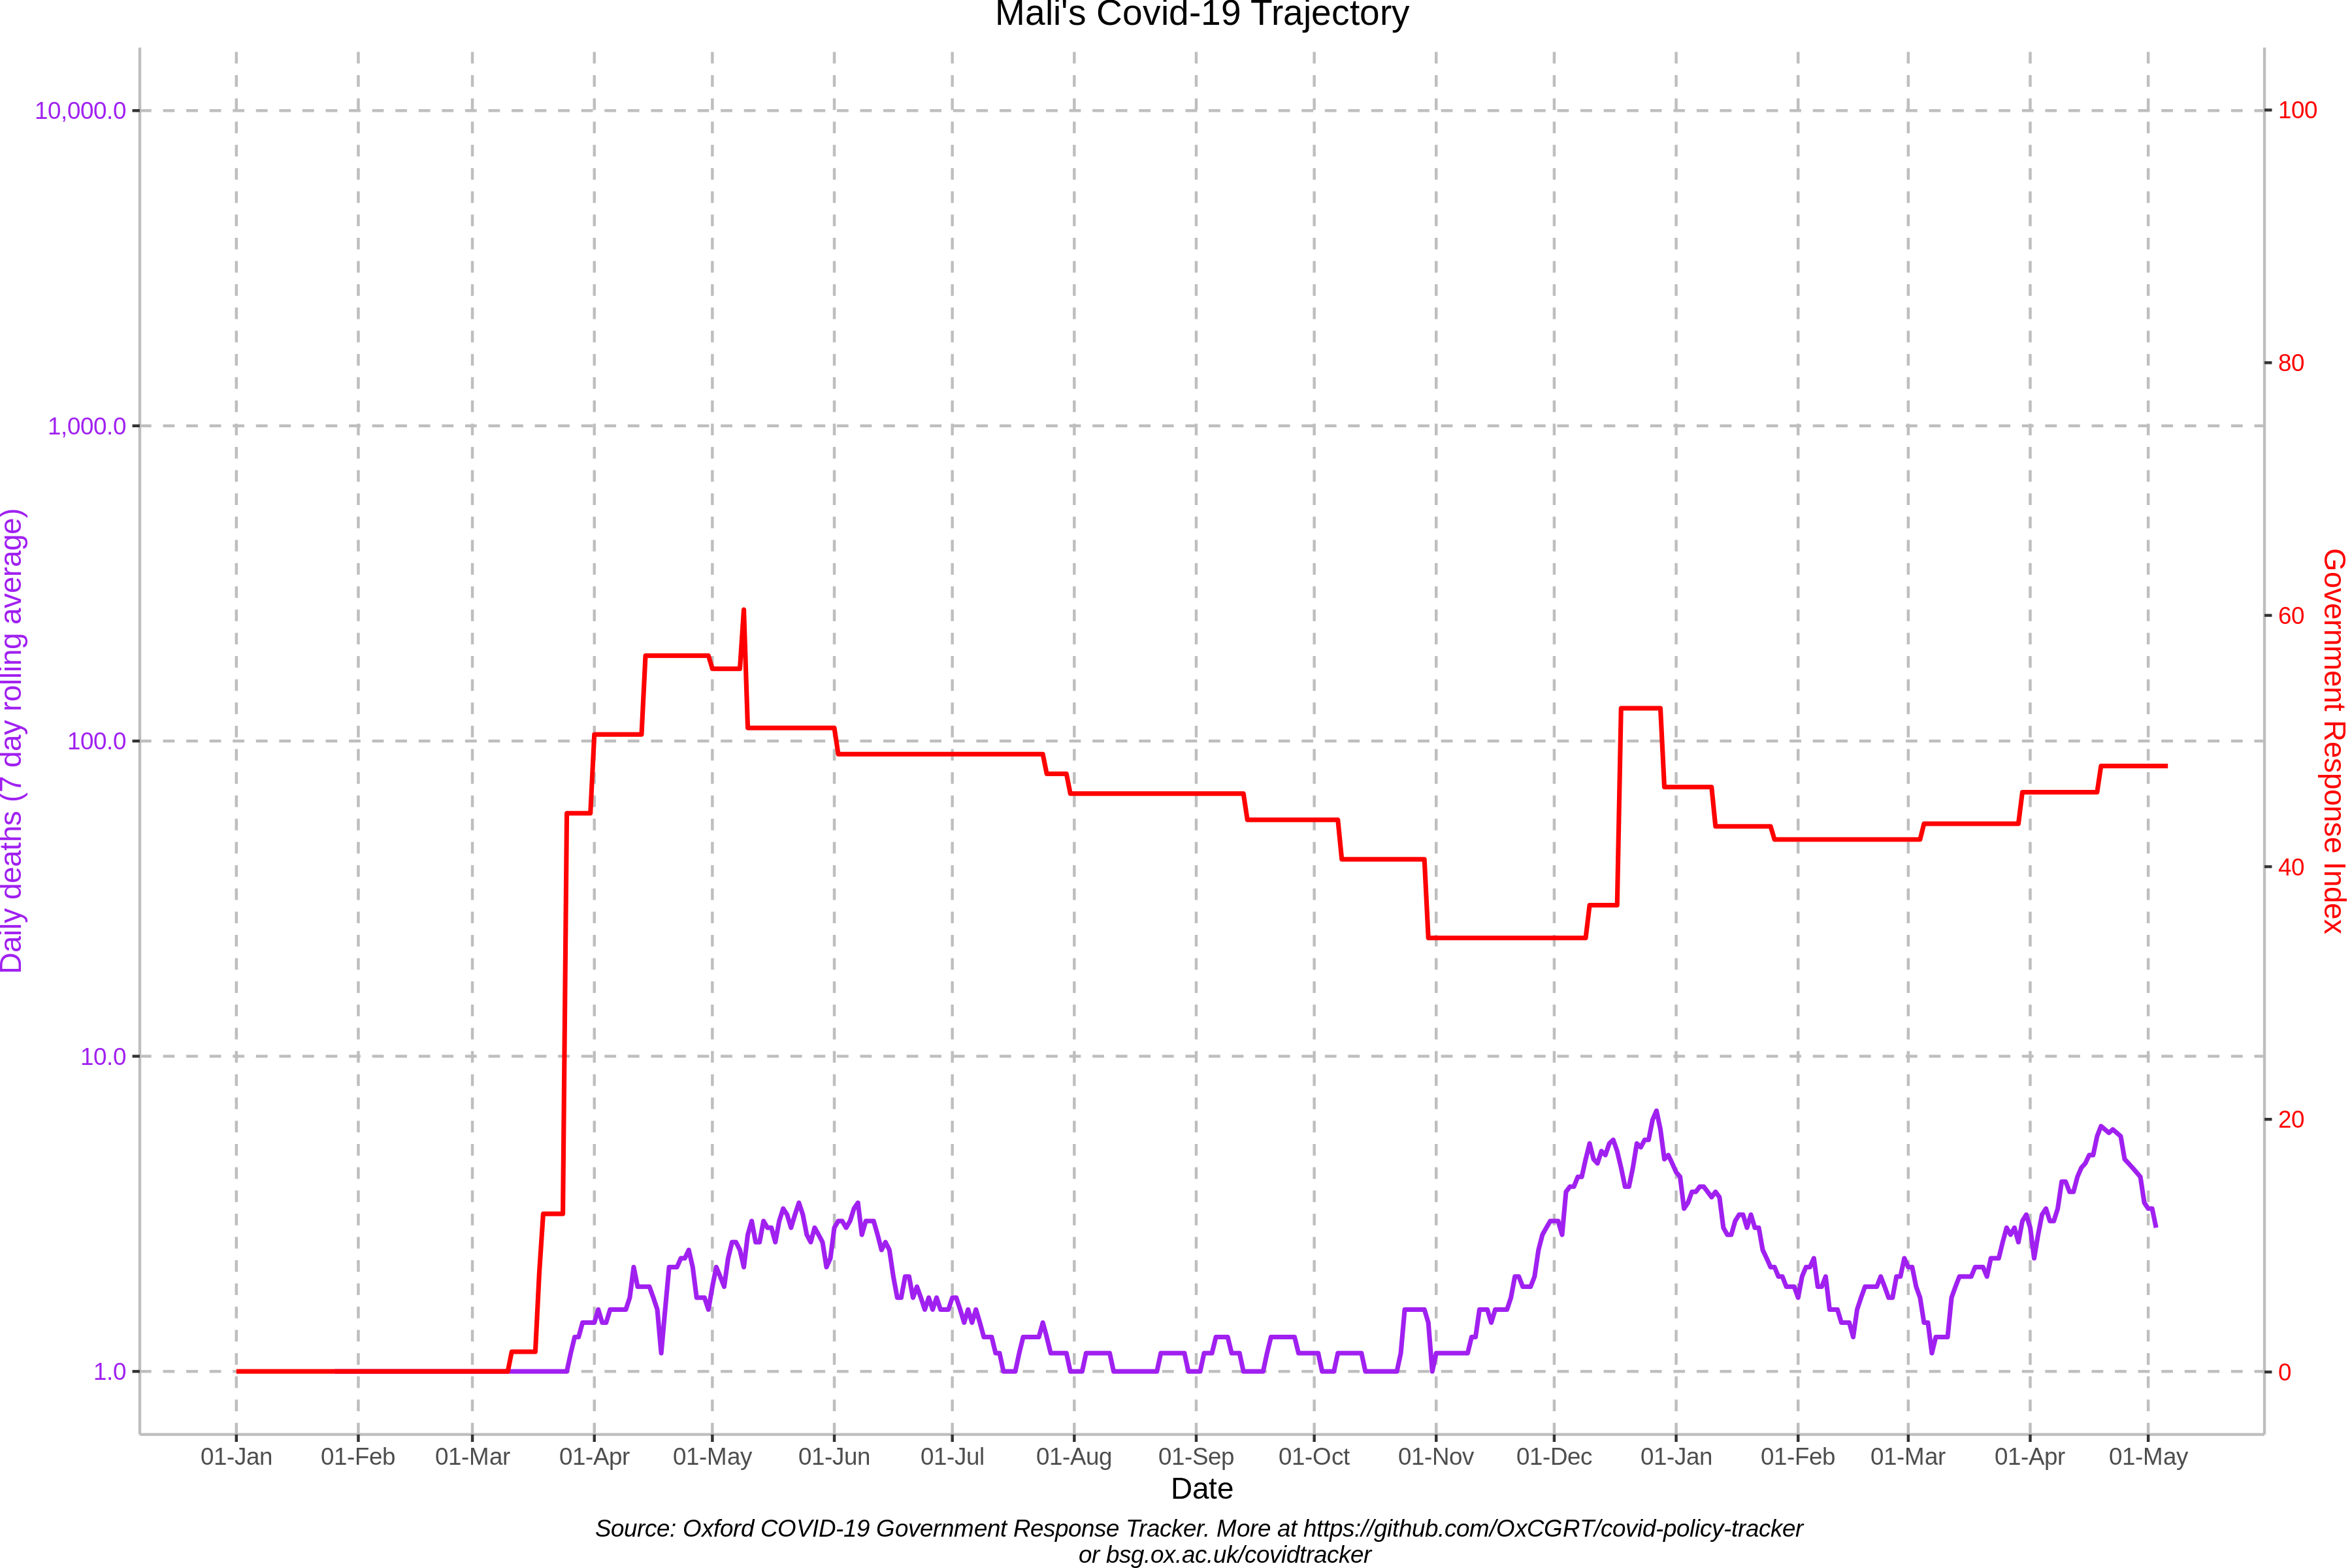 Mali's Covid-19 Trajectory
10,000.0
1,000.0
100.0
10.0
1.0
Daily deaths (7 day rolling average)
100
80
60
40
20
0
Government Response Index
01-Jan 01-Feb 01-Mar 01-Apr 01-May 01-Jun 01-Jul 01-Aug 01-Sep 01-Oct 01-Nov 01-Dec 01-Jan 01-Feb 01-Mar 01-Apr 01-May
Date
Source: Oxford COVID-19 Government Response Tracker. More at https://github.com/OxCGRT/covid-policy-tracker
or bsg.ox.ac.uk/covidtracker